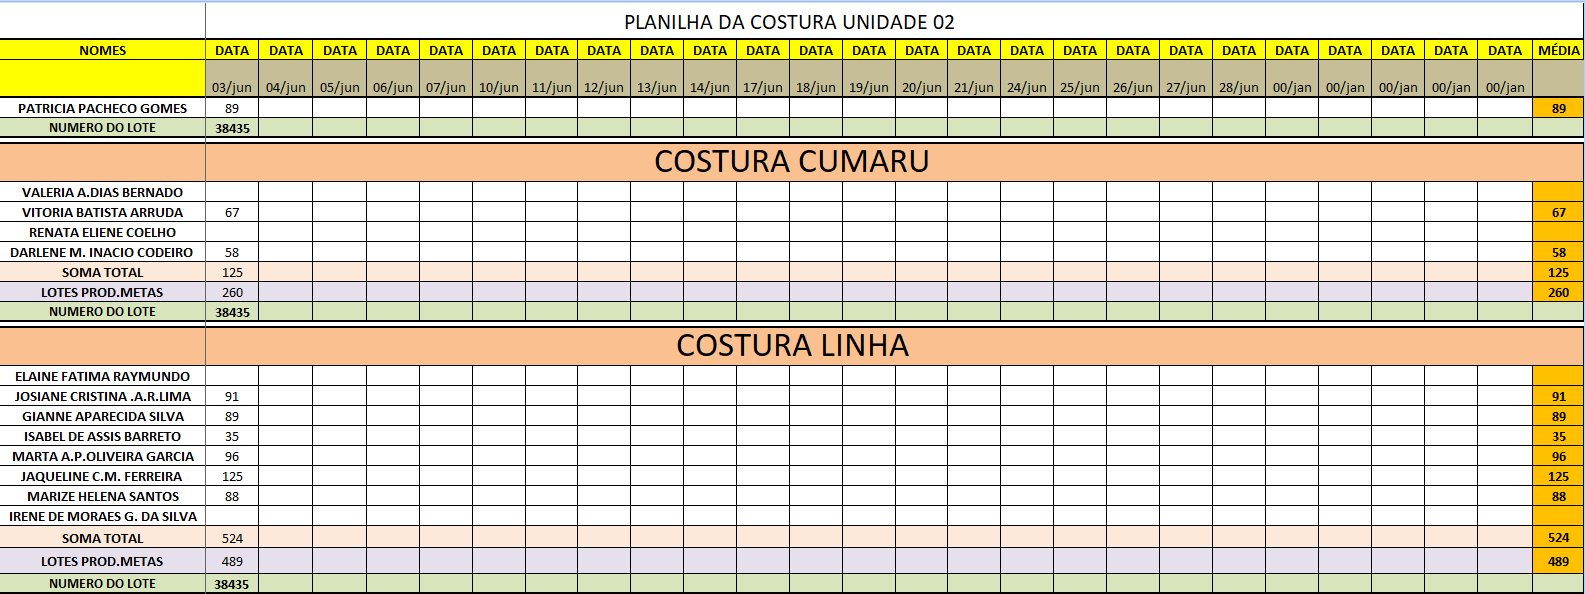 PLANILHA DA COSTURA UNIDADE 02
NOMES DATA DATA DATA DATA DATA DATA DATA DATA DATA DATA DATA DATA DATA DATA DATA DATA DATA DATA DATA DATA DATA DATA DATA DATA DATA MÉDIA
03/jun 04/jun 05/jun 06/jun 07/jun 10/jun 11/jun 12/jun 13/jun 14/jun 17/jun 18/jun 19/jun 20/jun 21/jun 24/jun 25/jun 26/jun 27/jun 28/jun 00/jan 00/jan 00/jan 00/jan 00/jan
PATRICIA PACHECO GOMES 89 89
NUMERO DO LOTE 38435
COSTURA CUMARU
VALERIA A.DIAS BERNADO
VITORIA BATISTA ARRUDA 67 67
RENATA ELIENE COELHO
DARLENE M. INACIO CODEIRO 58 58
SOMA TOTAL 125 125
LOTES PROD.METAS 260 260
NUMERO DO LOTE 38435
COSTURA LINHA
ELAINE FATIMA RAYMUNDO
JOSIANE CRISTINA .A.R.LIMA 91 91
GIANNE APARECIDA SILVA 89 89
ISABEL DE ASSIS BARRETO 35 35
MARTA A.P.OLIVEIRA GARCIA 96 96
JAQUELINE C.M. FERREIRA 125 125
MARIZE HELENA SANTOS 88 88
IRENE DE MORAES G. DA SILVA
SOMA TOTAL 524 524
LOTES PROD.METAS 489 489
NUMERO DO LOTE 38435